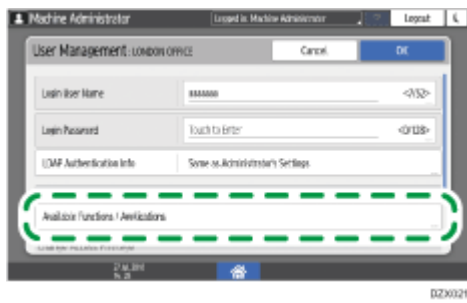 Machine Administrator Logged in: Machine Administrator Logout
User Management: LONDON OFFICE Cancel OK
Login User Name <7/32>
Login Password Touch to Enter <0/128>
LDAP Authentication Info Same as Administrator's Settings
Available Functions / Applications
DZX021